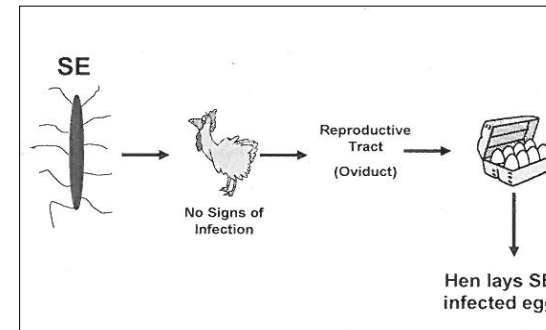 SE
No Signs of
Infection
Reproductive
Tract
(Oviduct)
Hen lays SE
infected egg